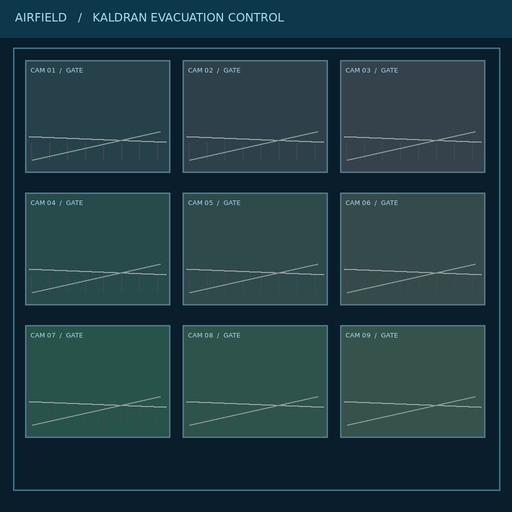 AIRFIELD / KALDRAN EVACUATION CONTROL
CAM 01 / GATE
CAM 02 / GATE
CAM 03 / GATE
CAM 04 / GATE
CAM 05 / GATE
CAM 06 / GATE
CAM 07 / GATE
CAM 08 / GATE
CAM 09 / GATE